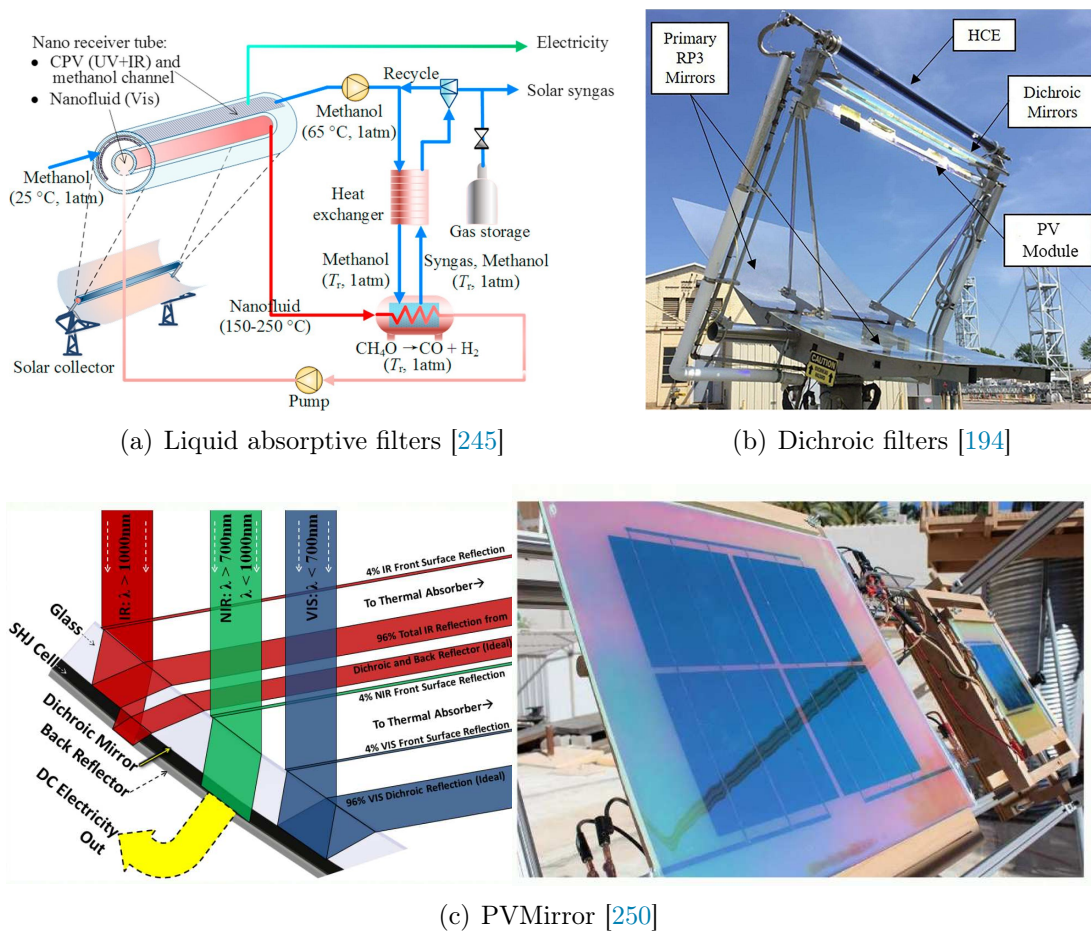 Nano receiver tube:
• CPV (UV+IR) and
methanol channel
• Nanofluid (Vis)
Electricity
Recycle
Solar syngas
Methanol
(65 °C, 1atm)
Methanol
(25 °C, 1atm)
Heat
exchanger
Gas storage
Methanol
(Tr, 1atm)
Syngas, Methanol
(Tr, 1atm)
Nanofluid
(150-250 °C)
CH4O →CO + H2
(Tr, 1atm)
Solar collector
Pump
(a) Liquid absorptive filters [245]
Primary
RP3
Mirrors
HCE
Dichroic
Mirrors
PV
Module
CAUTION
(b) Dichroic filters [194]
IR: λ > 1000nm
NIR: λ > 700nm
λ < 1000nm
VIS: λ < 700nm
4% IR Front Surface Reflection
To Thermal Absorber→
96% Total IR Reflection from
Dichroic and Back Reflector (Ideal)
4% NIR Front Surface Reflection
To Thermal Absorber→
4% VIS Front Surface Reflection
96% VIS Dichroic Reflection (Ideal)
Glass
SHJ Cell
Dichroic Mirror
Back Reflector
DC Electricity
Out
(c) PVMirror [250]